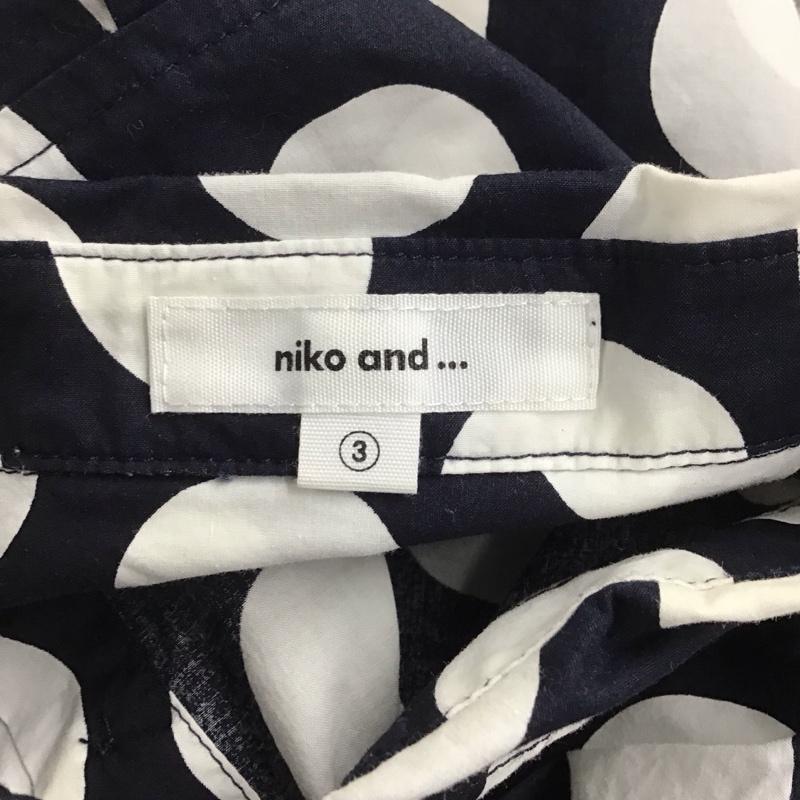 niko and ...
③